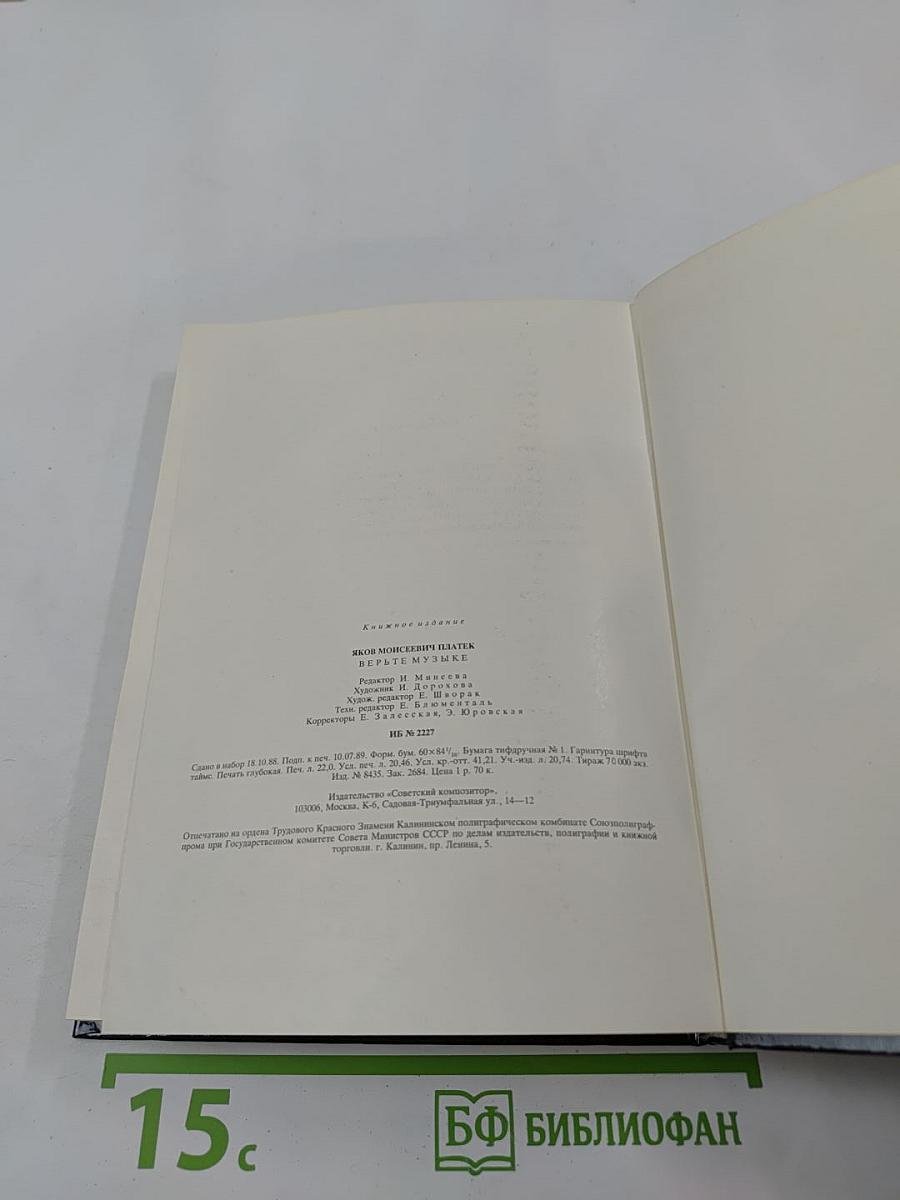 Книжное издание
ЯКОВ МОИСЕЕВИЧ ПЛАТЕК
ВЕРЬТЕ МУЗЫКЕ
Редактор И. Минеева
Художник И. Дорохова
Худож. редактор Е. Шворак
Техн. редактор Е. Блюменталь
Корректоры Е. Залесская, Э. Юровская
ИБ № 2227
Сдано в набор 18.10.88. Подп. к печ. 10.07.89. Форм. бум. 60×84¹/₁₆. Бумага тифдручная № 1. Гарнитура шрифта
таймс. Печать глубокая. Печ. л. 22,0. Усл. печ. л. 20,46. Усл. кр.-отт. 41,21. Уч.-изд. л. 20,74. Тираж 70 000 экз.
Изд. № 8435. Зак. 2684. Цена 1 р. 70 к.
Издательство «Советский композитор»,
103006, Москва, К-6, Садовая-Триумфальная ул., 14—12
Отпечатано на ордена Трудового Красного Знамени Калининском полиграфическом комбинате Союзполиграф-
прома при Государственном комитете Совета Министров СССР по делам издательств, полиграфии и книжной
торговли. г. Калинин, пр. Ленина, 5.
15 с
БФ БИБЛИОФАН